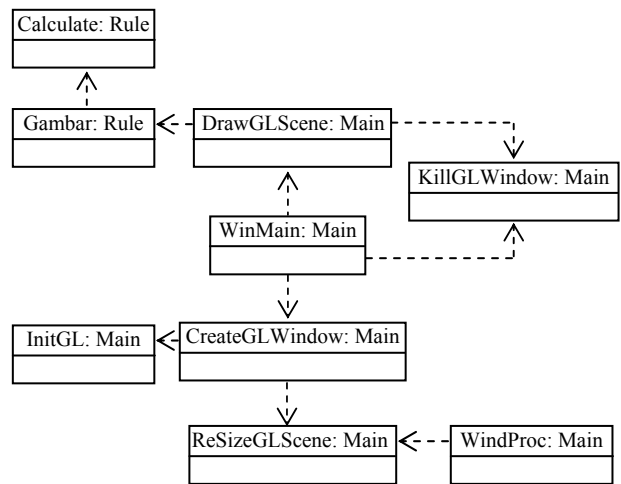 Calculate: Rule
Gambar: Rule
DrawGLScene: Main
KillGLWindow: Main
WinMain: Main
InitGL: Main
CreateGLWindow: Main
ReSizeGLScene: Main
WindProc: Main